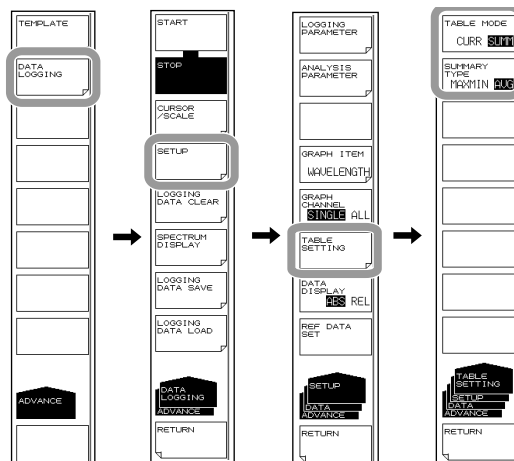 TEMPLATE
DATA
LOGGING
ADVANCE
START
STOP
CURSOR
/SCALE
SETUP
LOGGING
DATA CLEAR
SPECTRUM
DISPLAY
LOGGING
DATA SAVE
LOGGING
DATA LOAD
DATA
LOGGING
ADVANCE
RETURN
LOGGING
PARAMETER
ANALYSIS
PARAMETER
GRAPH ITEM
WAVELENGTH
GRAPH
CHANNEL
SINGLE ALL
TABLE
SETTING
DATA
DISPLAY
ABS REL
REF DATA
SET
SETUP
DATA
ADVANCE
RETURN
TABLE MODE
CURR SUMM
SUMMARY
TYPE
MAXMIN AVG
TABLE
SETTING
SETUP
DATA
ADVANCE
RETURN